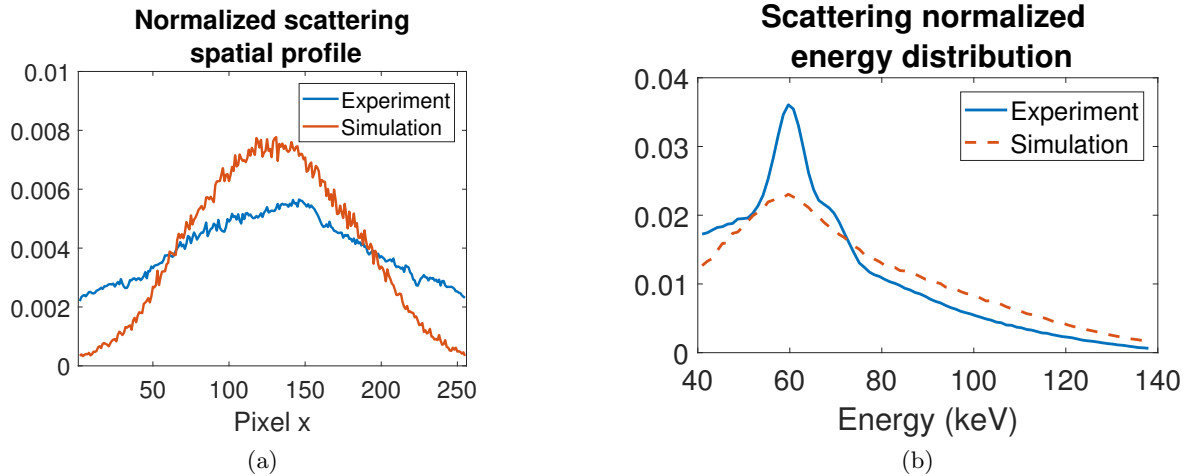 Normalized scattering
spatial profile
0.01
0.008
0.006
0.004
0.002
0
50
100
150
200
250
Pixel x
Experiment
Simulation
(a)
Scattering normalized
energy distribution
0.04
0.03
0.02
0.01
0
40
60
80
100
120
140
Energy (keV)
Experiment
Simulation
(b)